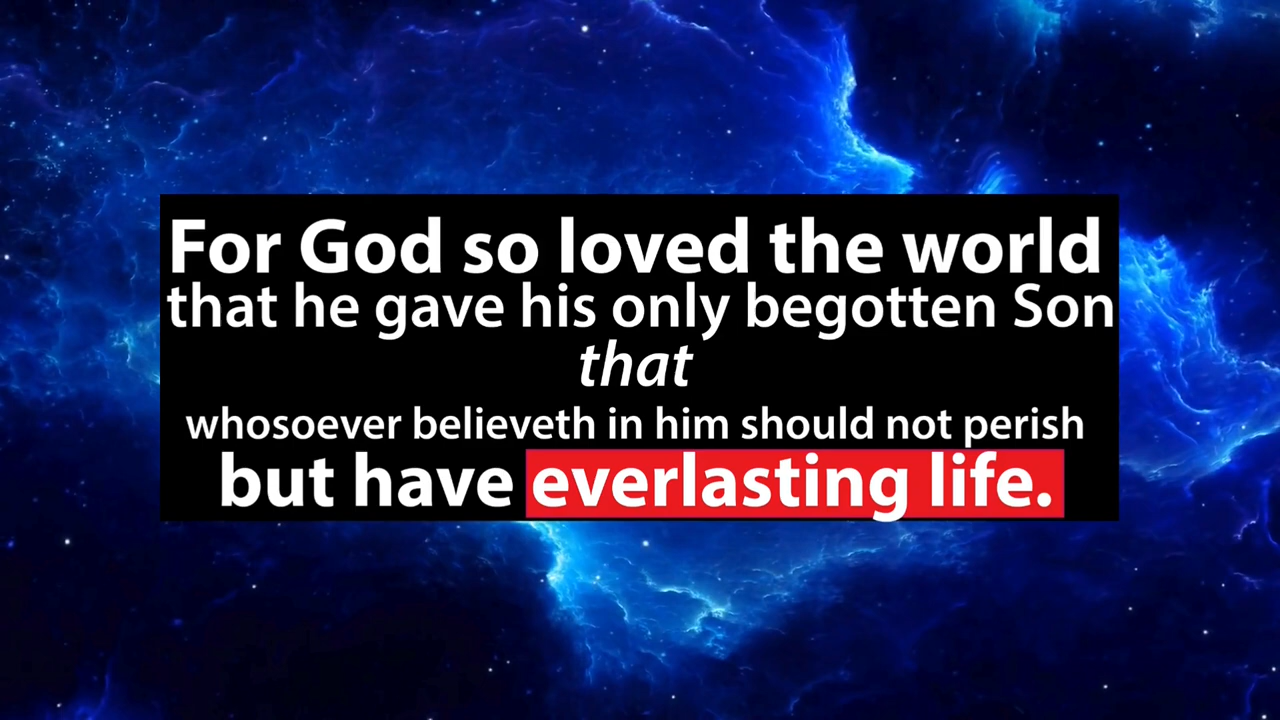 For God so loved the world
that he gave his only begotten Son
that
whosoever believeth in him should not perish
but have everlasting life.